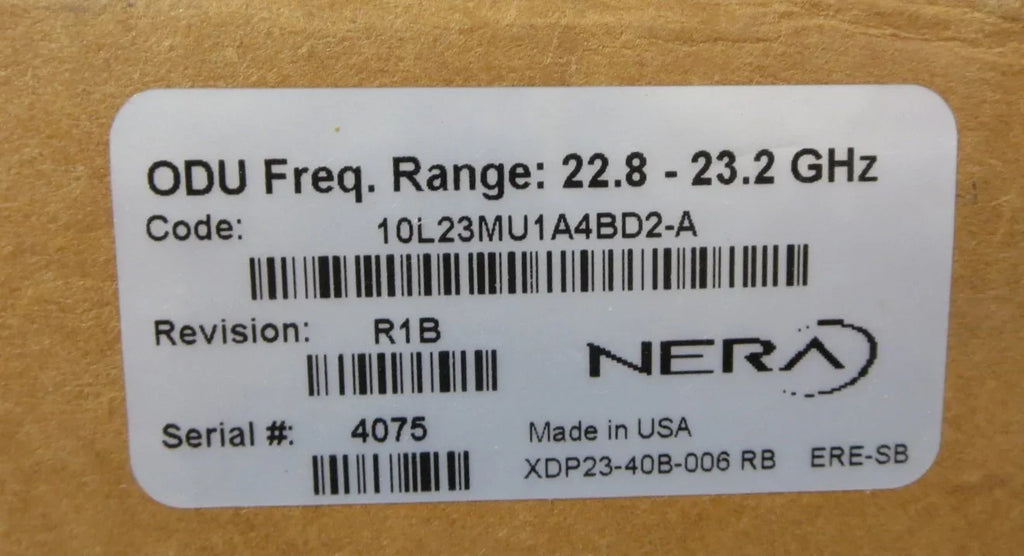 ODU Freq. Range: 22.8 - 23.2 GHz
Code: 10L23MU1A4BD2-A
Revision: R1B
NERA
Serial #: 4075
Made in USA
XDP23-40B-006 RB ERE-SB